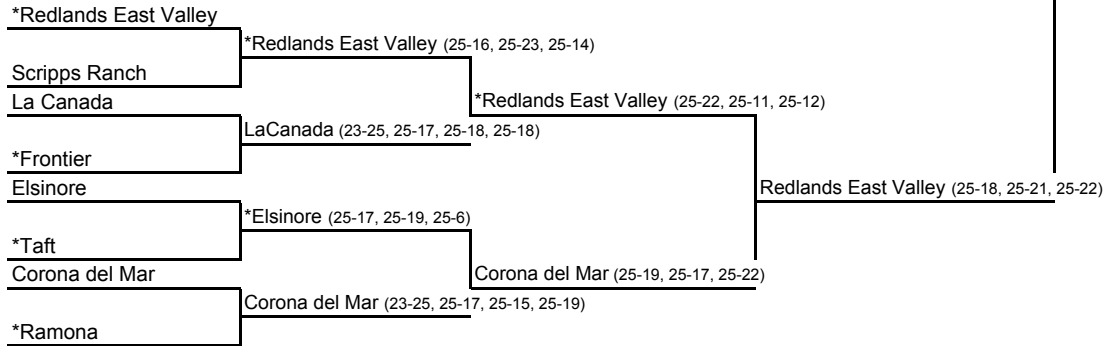 *Redlands East Valley
*Redlands East Valley (25-16, 25-23, 25-14)
Scripps Ranch
La Canada
*Redlands East Valley (25-22, 25-11, 25-12)
LaCanada (23-25, 25-17, 25-18, 25-18)
*Frontier
Elsinore
Redlands East Valley (25-18, 25-21, 25-22)
*Elsinore (25-17, 25-19, 25-6)
*Taft
Corona del Mar
Corona del Mar (25-19, 25-17, 25-22)
Corona del Mar (23-25, 25-17, 25-15, 25-19)
*Ramona